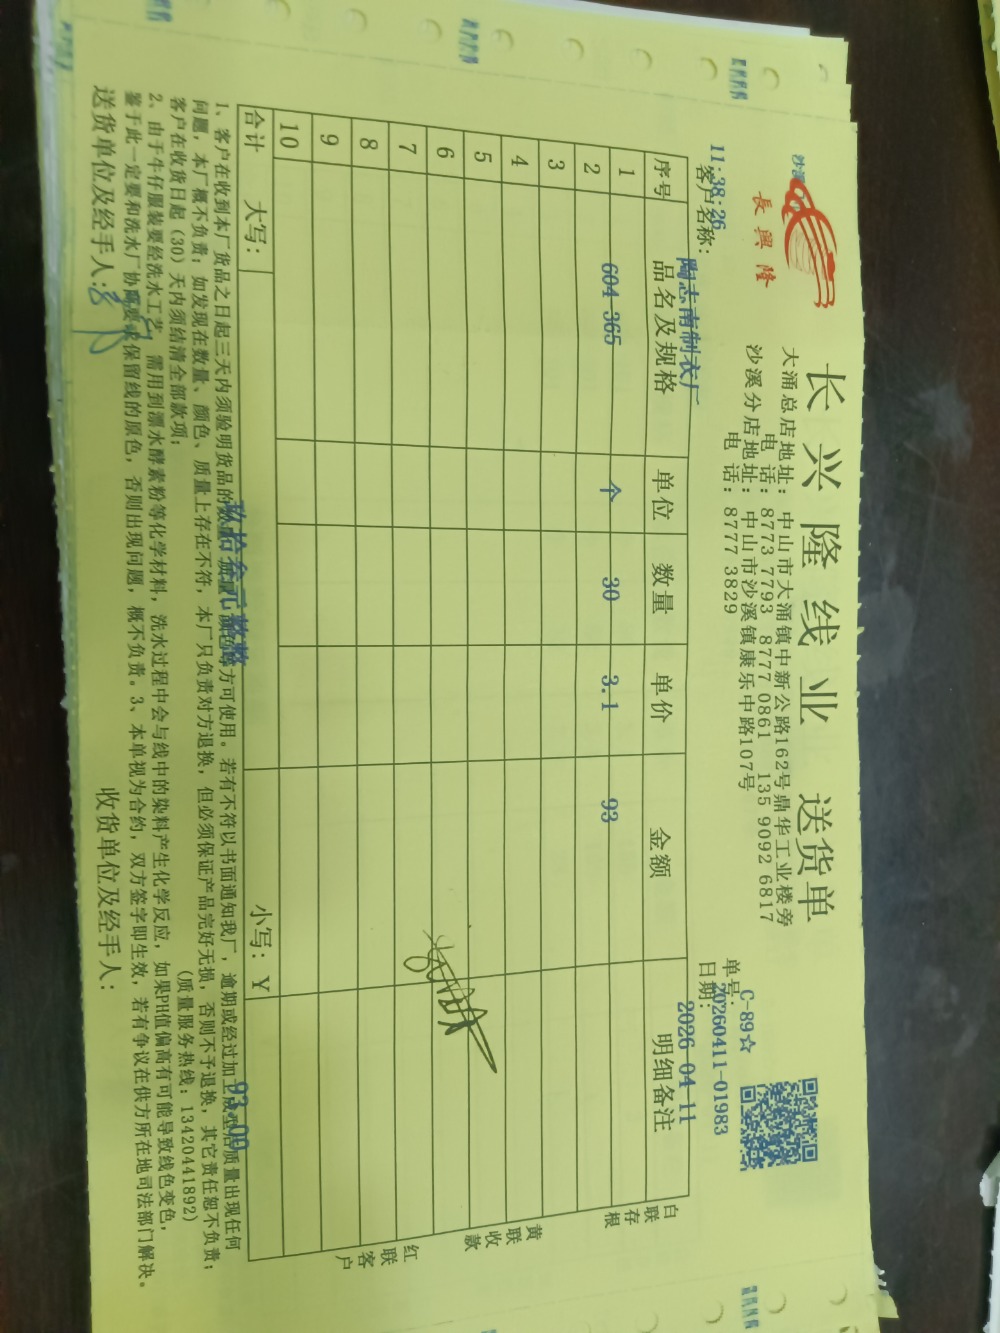 長興隆
长兴隆线业 送货单
大涌总店地址：中山市大涌镇中新公路162号鼎华工业楼旁
电话：8773 7793 8777 0861 135 9092 6817
沙溪分店地址：中山市沙溪镇康乐中路107号
电话：8777 3829
C-89☆
单号：20260411-01983
日期：2026-04-11
11:38:26
客户名称：陶志南制衣厂
序号 品名及规格 单位 数量 单价 金额 明细备注
1 604 365 个 30 3.1 93
2
3
4
5
6
7
8
9
10
合计 大写：玖拾叁元整 小写：Y 93.00
白联存根
黄联收款
红联客户
1、客户在收到本厂货品之日起三天内须验明货品的数量、质量、颜色等方可使用。若有不符以书面通知我厂，逾期或经过加工成型后质量出现任何
问题，本厂概不负责；如发现在数量、颜色、质量上存在不符，本厂只负责对方退换，但必须保证产品完好无损，否则不予退换，其它责任恕不负责；
客户在收货日起（30）天内须结清全部款项； （质量服务热线：13420441892）
2、由于牛仔服装要经洗水工艺，需用到漂水酵素粉等化学材料，洗水过程中会与线中的染料产生化学反应，如果PH值偏高有可能导致线色变色，
鉴于此一定要和洗水厂协商要求保留线的原色，否则出现问题，概不负责。3、本单视为合约，双方签字即生效，若有争议在供方所在地司法部门解决。
送货单位及经手人： 收货单位及经手人：